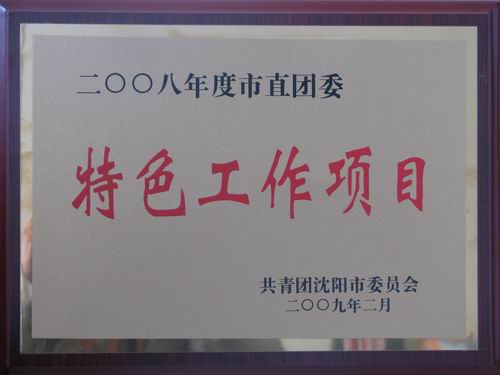 二〇〇八年度市直团委
特色工作项目
共青团沈阳市委员会
二〇〇九年二月